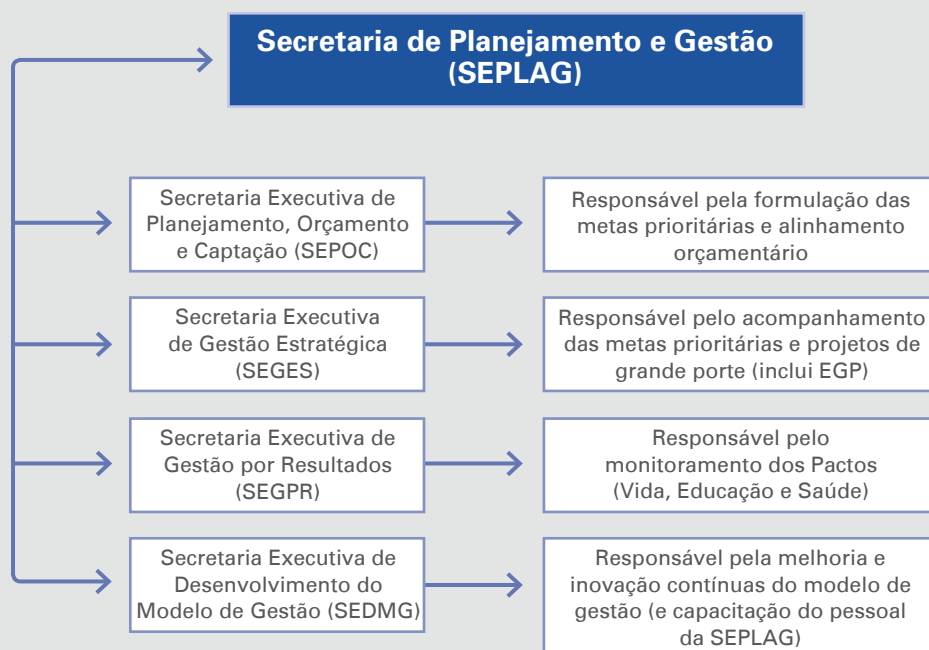 Secretaria de Planejamento e Gestão
(SEPLAG)
Secretaria Executiva de
Planejamento, Orçamento
e Captação (SEPOC)
Responsável pela formulação das
metas prioritárias e alinhamento
orçamentário
Secretaria Executiva
de Gestão Estratégica
(SEGES)
Responsável pelo acompanhamento
das metas prioritárias e projetos de
grande porte (inclui EGP)
Secretaria Executiva de
Gestão por Resultados
(SEGPR)
Responsável pelo
monitoramento dos Pactos
(Vida, Educação e Saúde)
Secretaria Executiva de
Desenvolvimento do
Modelo de Gestão (SEDMG)
Responsável pela melhoria e
inovação contínuas do modelo de
gestão (e capacitação do pessoal
da SEPLAG)